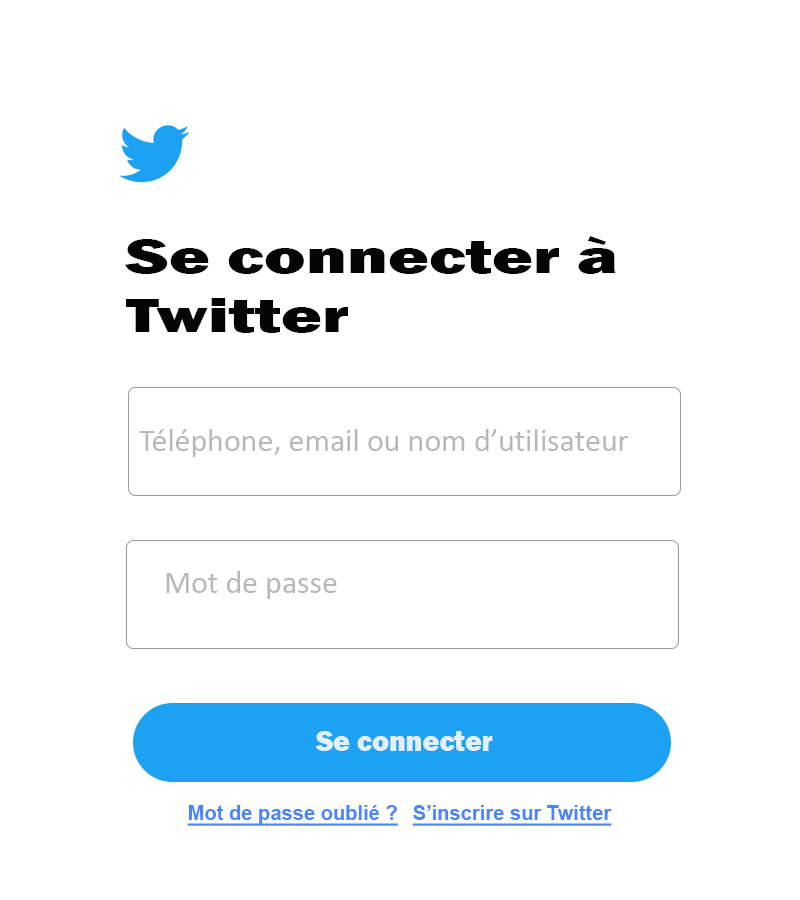 Se connecter à
Twitter
Téléphone, email ou nom d’utilisateur
Mot de passe
Se connecter
Mot de passe oublié ? S’inscrire sur Twitter